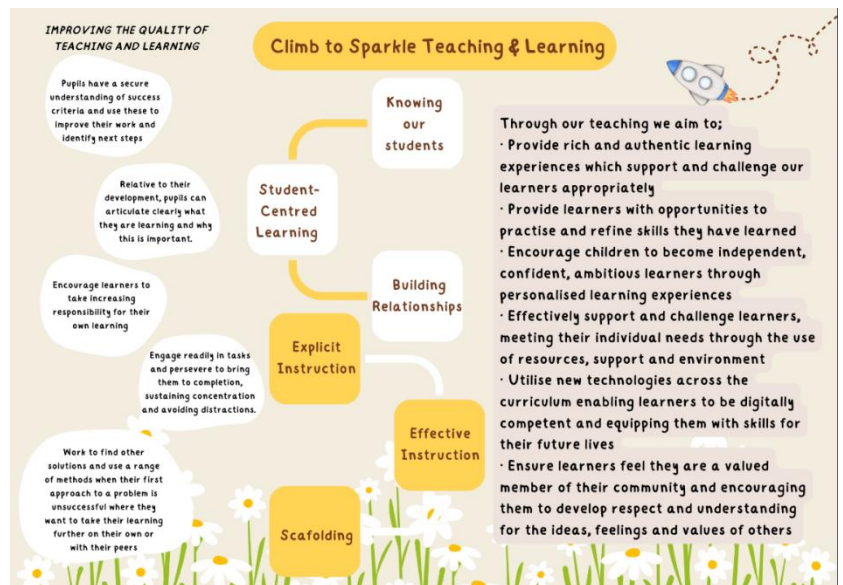 IMPROVING THE QUALITY OF
TEACHING AND LEARNING
Climb to Sparkle Teaching & Learning
Pupils have a secure
understanding of success
criteria and use these to
improve their work and
identify next steps
Relative to their
development, pupils can
articulate clearly what
they are learning and why
this is important.
Encourage learners to
take increasing
responsibility for their
own learning
Engage readily in tasks
and persevere to bring
them to completion,
sustaining concentration
and avoiding distractions.
Work to find other
solutions and use a range
of methods when their first
approach to a problem is
unsuccessful where they
want to take their learning
further on their own or
with their peers
Knowing
our
students
Student-
Centred
Learning
Building
Relationships
Explicit
Instruction
Effective
Instruction
Scafolding
Through our teaching we aim to;
· Provide rich and authentic learning
experiences which support and challenge our
learners appropriately
· Provide learners with opportunities to
practise and refine skills they have learned
· Encourage children to become independent,
confident, ambitious learners through
personalised learning experiences
· Effectively support and challenge learners,
meeting their individual needs through the use
of resources, support and environment
· Utilise new technologies across the
curriculum enabling learners to be digitally
competent and equipping them with skills for
their future lives
· Ensure learners feel they are a valued
member of their community and encouraging
them to develop respect and understanding
for the ideas, feelings and values of others